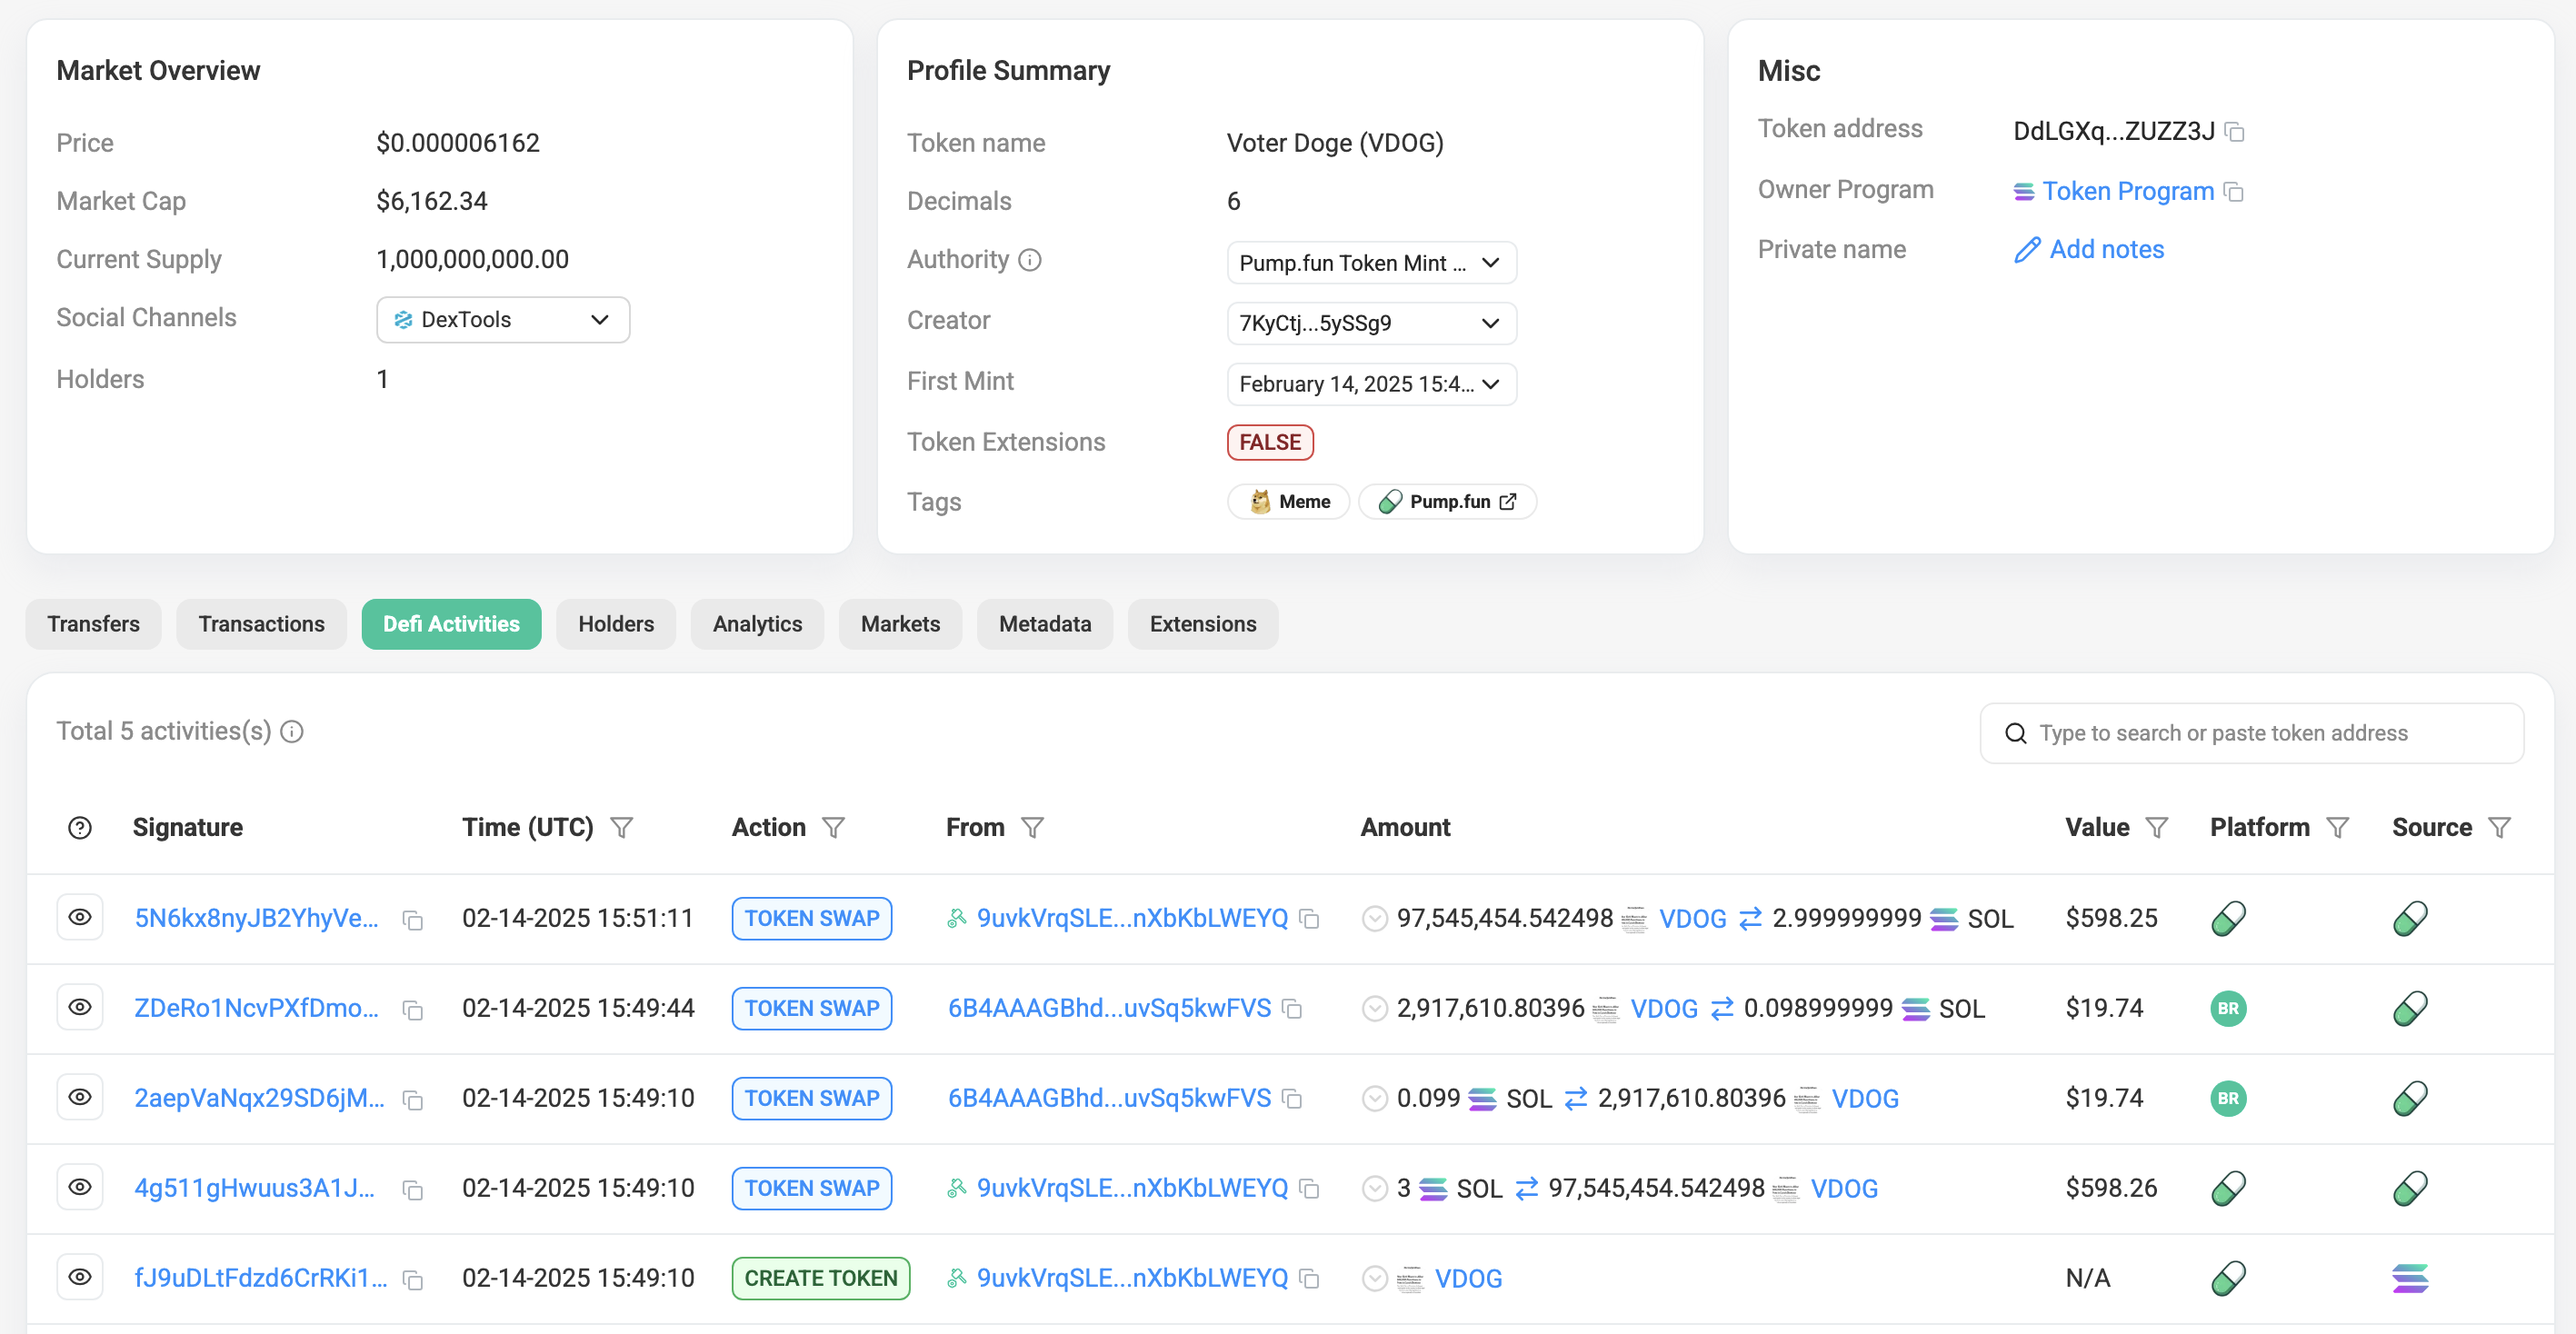 Market Overview
Price $0.000006162
Market Cap $6,162.34
Current Supply 1,000,000,000.00
Social Channels DexTools
Holders 1
Profile Summary
Token name Voter Doge (VDOG)
Decimals 6
Authority Pump.fun Token Mint ...
Creator 7KyCtj...5ySSg9
First Mint February 14, 2025 15:4...
Token Extensions FALSE
Tags Meme Pump.fun
Misc
Token address DdLGXq...ZUZZ3J
Owner Program Token Program
Private name Add notes
Transfers Transactions Defi Activities Holders Analytics Markets Metadata Extensions
Total 5 activities(s)
Type to search or paste token address
Signature Time (UTC) Action From Amount Value Platform Source
5N6kx8nyJB2YhyVe... 02-14-2025 15:51:11 TOKEN SWAP 9uvkVrqSLE...nXbKbLWEYQ 97,545,454.542498 VDOG 2.999999999 SOL $598.25
ZDeRo1NcvPXfDmo... 02-14-2025 15:49:44 TOKEN SWAP 6B4AAAGBhd...uvSq5kwFVS 2,917,610.80396 VDOG 0.098999999 SOL $19.74 BR
2aepVaNqx29SD6jM... 02-14-2025 15:49:10 TOKEN SWAP 6B4AAAGBhd...uvSq5kwFVS 0.099 SOL 2,917,610.80396 VDOG $19.74 BR
4g511gHwuus3A1J... 02-14-2025 15:49:10 TOKEN SWAP 9uvkVrqSLE...nXbKbLWEYQ 3 SOL 97,545,454.542498 VDOG $598.26
fJ9uDLtFdzd6CrRKi1... 02-14-2025 15:49:10 CREATE TOKEN 9uvkVrqSLE...nXbKbLWEYQ VDOG N/A